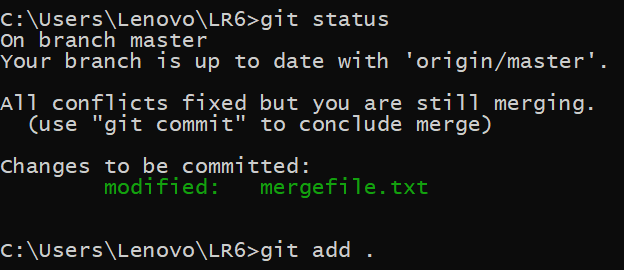 C:\Users\Lenovo\LR6>git status
On branch master
Your branch is up to date with 'origin/master'.
All conflicts fixed but you are still merging.
(use "git commit" to conclude merge)
Changes to be committed:
modified:   mergefile.txt
C:\Users\Lenovo\LR6>git add .